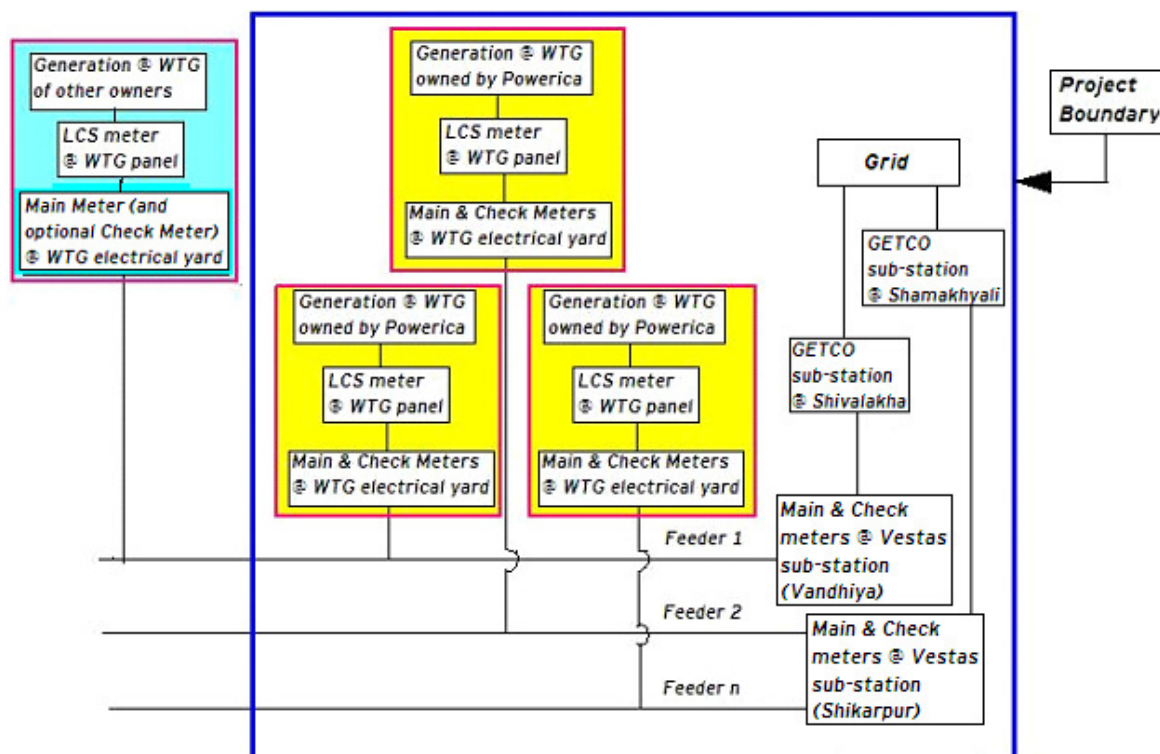 Generation @ WTG
of other owners
LCS meter
@ WTG panel
Main Meter (and
optional Check Meter)
@ WTG electrical yard
Generation @ WTG
owned by Powerica
LCS meter
@ WTG panel
Main & Check Meters
@ WTG electrical yard
Generation @ WTG
owned by Powerica
LCS meter
@ WTG panel
Main & Check Meters
@ WTG electrical yard
Generation @ WTG
owned by Powerica
LCS meter
@ WTG panel
Main & Check Meters
@ WTG electrical yard
Project
Boundary
Grid
GETCO
sub-station
@ Shamakhyali
GETCO
sub-station
@ Shivalakha
Main & Check
meters @ Vestas
sub-station
(Vandhiya)
Main & Check
meters @ Vestas
sub-station
(Shikarpur)
Feeder 1
Feeder 2
Feeder n